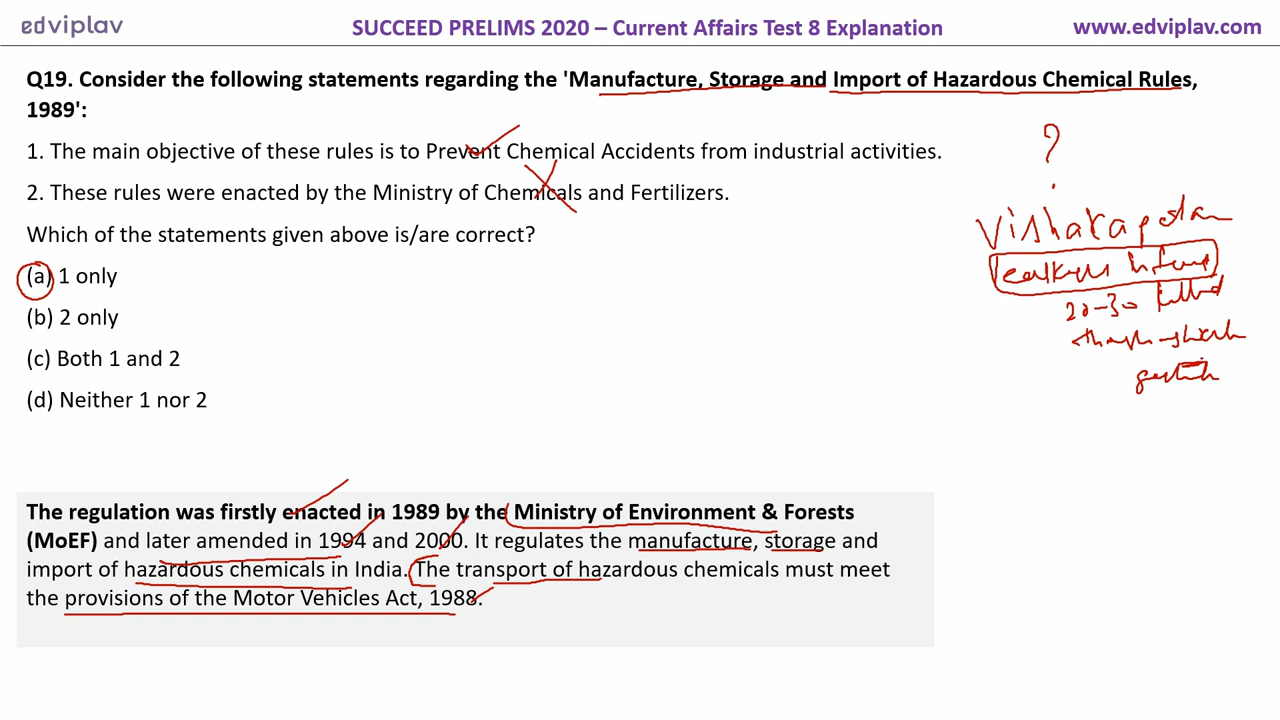 edviplav
SUCCEED PRELIMS 2020 – Current Affairs Test 8 Explanation
www.edviplav.com
Q19. Consider the following statements regarding the 'Manufacture, Storage and Import of Hazardous Chemical Rules,
1989':
1. The main objective of these rules is to Prevent Chemical Accidents from industrial activities.
2. These rules were enacted by the Ministry of Chemicals and Fertilizers.
Which of the statements given above is/are correct?
(a) 1 only
(b) 2 only
(c) Both 1 and 2
(d) Neither 1 nor 2
?
20-30 killed
The regulation was firstly enacted in 1989 by the Ministry of Environment & Forests
(MoEF) and later amended in 1994 and 2000. It regulates the manufacture, storage and
import of hazardous chemicals in India. The transport of hazardous chemicals must meet
the provisions of the Motor Vehicles Act, 1988.